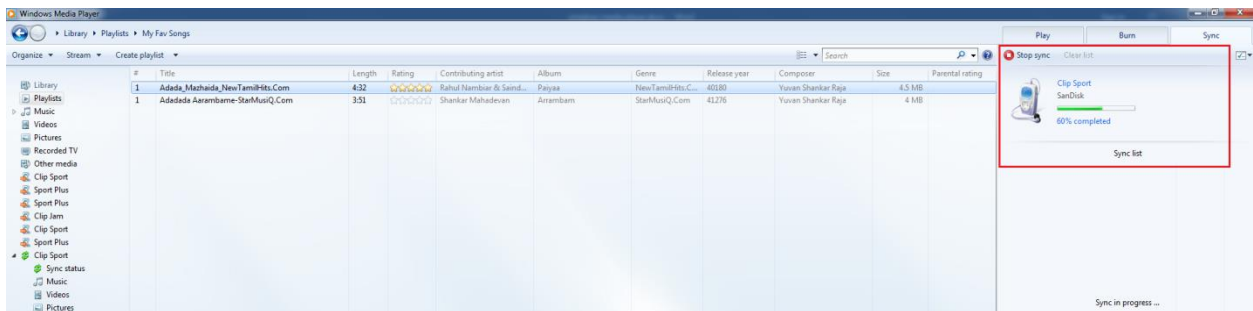 Windows Media Player
Library Playlists My Fav Songs
Play Burn Sync
Organize Stream Create playlist Search Stop sync Clear list
# Title Length Rating Contributing artist Album Genre Release year Composer Size Parental rating
1 Adada_Mazhaida_NewTamilHits.Com 4:32 Rahul Nambiar & Saind... Paiyaa NewTamilHits.C... 40180 Yuvan Shankar Raja 4.5 MB
1 Adadada Aarambame-StarMusiQ.Com 3:51 Shankar Mahadevan Arrambam StarMusiQ.Com 41276 Yuvan Shankar Raja 4 MB
Library
Playlists
Music
Videos
Pictures
Recorded TV
Other media
Clip Sport
Sport Plus
Sport Plus
Clip Jam
Clip Sport
Sport Plus
Clip Sport
Sync status
Music
Videos
Pictures
Clip Sport
SanDisk
60% completed
Sync list
Sync in progress ...